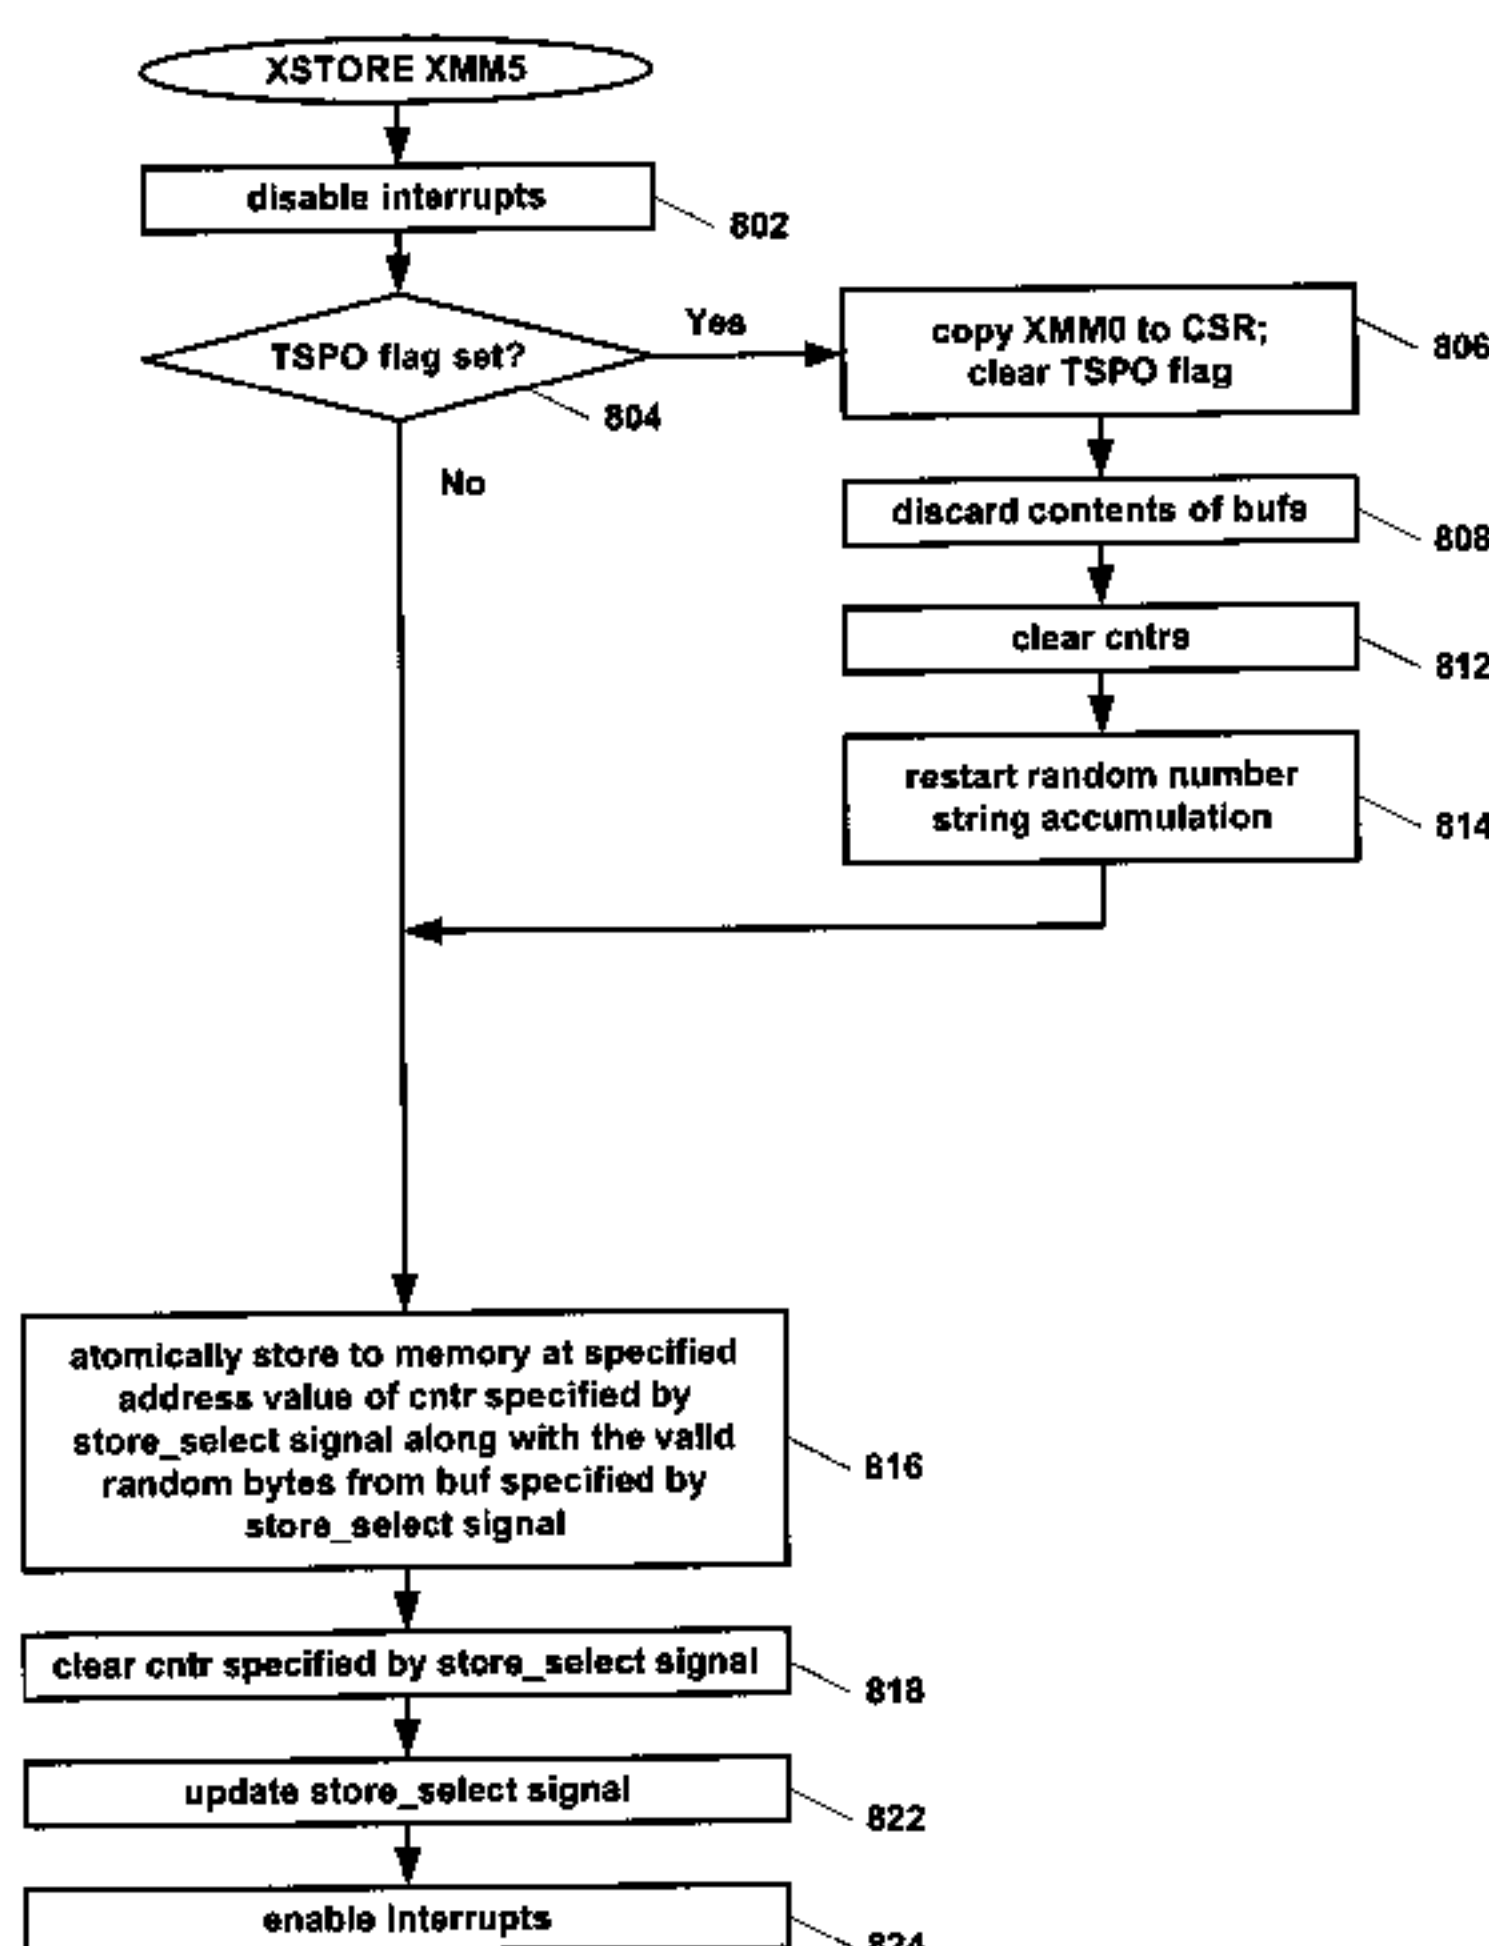 XSTORE XMM5
disable interrupts
802
TSPO flag set?
804
Yes
No
copy XMM0 to CSR;
clear TSPO flag
806
discard contents of bufs
808
clear cntrs
812
restart random number
string accumulation
814
atomically store to memory at specified
address value of cntr specified by
store_select signal along with the valid
random bytes from buf specified by
store_select signal
816
clear cntr specified by store_select signal
818
update store_select signal
822
enable interrupts
824